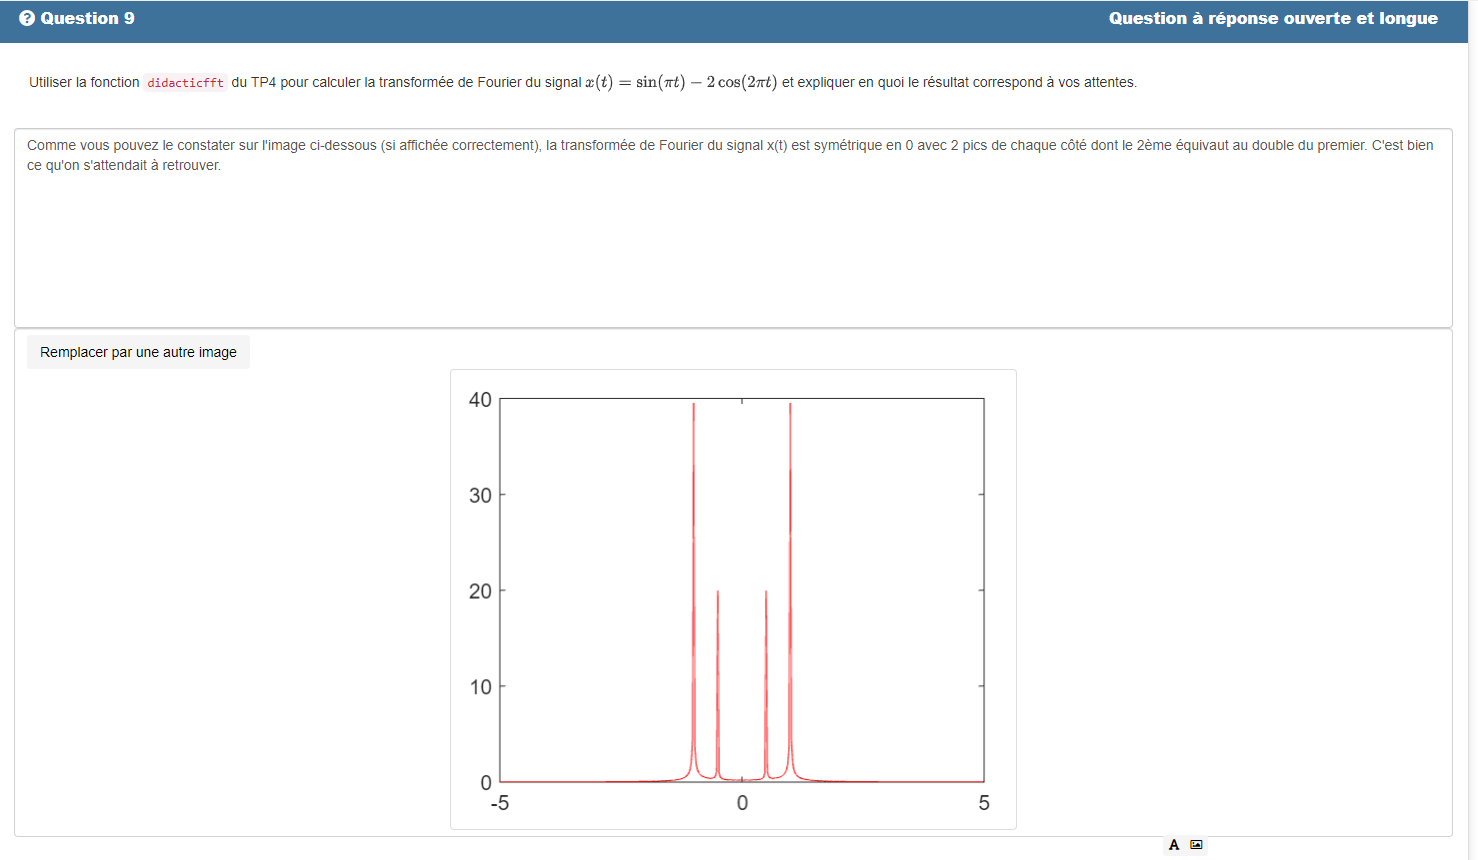 Question 9
Question à réponse ouverte et longue
Utiliser la fonction didacticfft du TP4 pour calculer la transformée de Fourier du signal x(t) = sin(πt) − 2 cos(2πt) et expliquer en quoi le résultat correspond à vos attentes.
Comme vous pouvez le constater sur l'image ci-dessous (si affichée correctement), la transformée de Fourier du signal x(t) est symétrique en 0 avec 2 pics de chaque côté dont le 2ème équivaut au double du premier. C'est bien
ce qu'on s'attendait à retrouver.
Remplacer par une autre image
40
30
20
10
0
-5 0 5
A